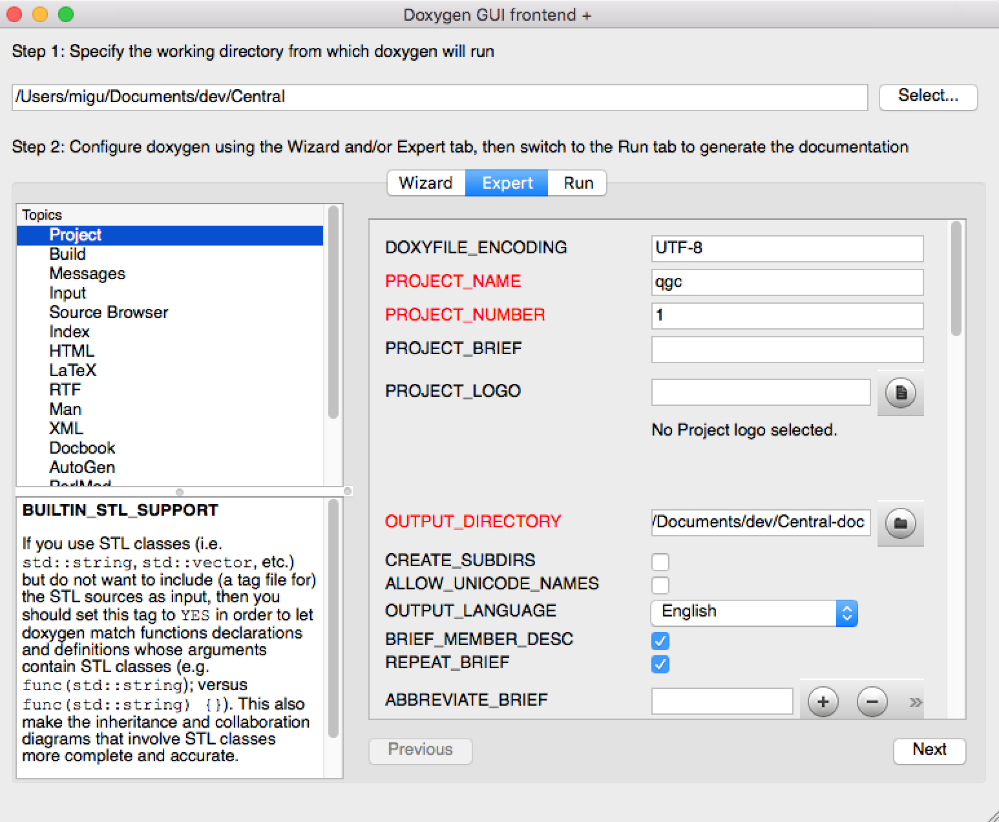 Doxygen GUI frontend +
Step 1: Specify the working directory from which doxygen will run
/Users/migu/Documents/dev/Central
Select...
Step 2: Configure doxygen using the Wizard and/or Expert tab, then switch to the Run tab to generate the documentation
Wizard
Expert
Run
Topics
Project
Build
Messages
Input
Source Browser
Index
HTML
LaTeX
RTF
Man
XML
Docbook
AutoGen
PerlMod
BUILTIN_STL_SUPPORT
If you use STL classes (i.e.
std::string, std::vector, etc.)
but do not want to include (a tag file for)
the STL sources as input, then you
should set this tag to YES in order to let
doxygen match functions declarations
and definitions whose arguments
contain STL classes (e.g.
func(std::string); versus
func(std::string) {}). This also
make the inheritance and collaboration
diagrams that involve STL classes
more complete and accurate.
DOXYFILE_ENCODING
UTF-8
PROJECT_NAME
qgc
PROJECT_NUMBER
1
PROJECT_BRIEF
PROJECT_LOGO
No Project logo selected.
OUTPUT_DIRECTORY
/Documents/dev/Central-doc
CREATE_SUBDIRS
ALLOW_UNICODE_NAMES
OUTPUT_LANGUAGE
English
BRIEF_MEMBER_DESC
REPEAT_BRIEF
ABBREVIATE_BRIEF
Previous
Next